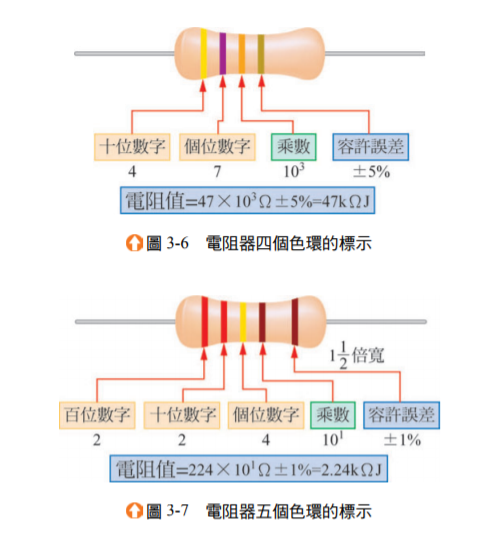 十位數字 個位數字 乘數 容許誤差
4 7 10³ ±5%
電阻值=47×10³Ω±5%=47kΩJ
圖 3-6 電阻器四個色環的標示
1½倍寬
百位數字 十位數字 個位數字 乘數 容許誤差
2 2 4 10¹ ±1%
電阻值=224×10¹Ω±1%=2.24kΩJ
圖 3-7 電阻器五個色環的標示